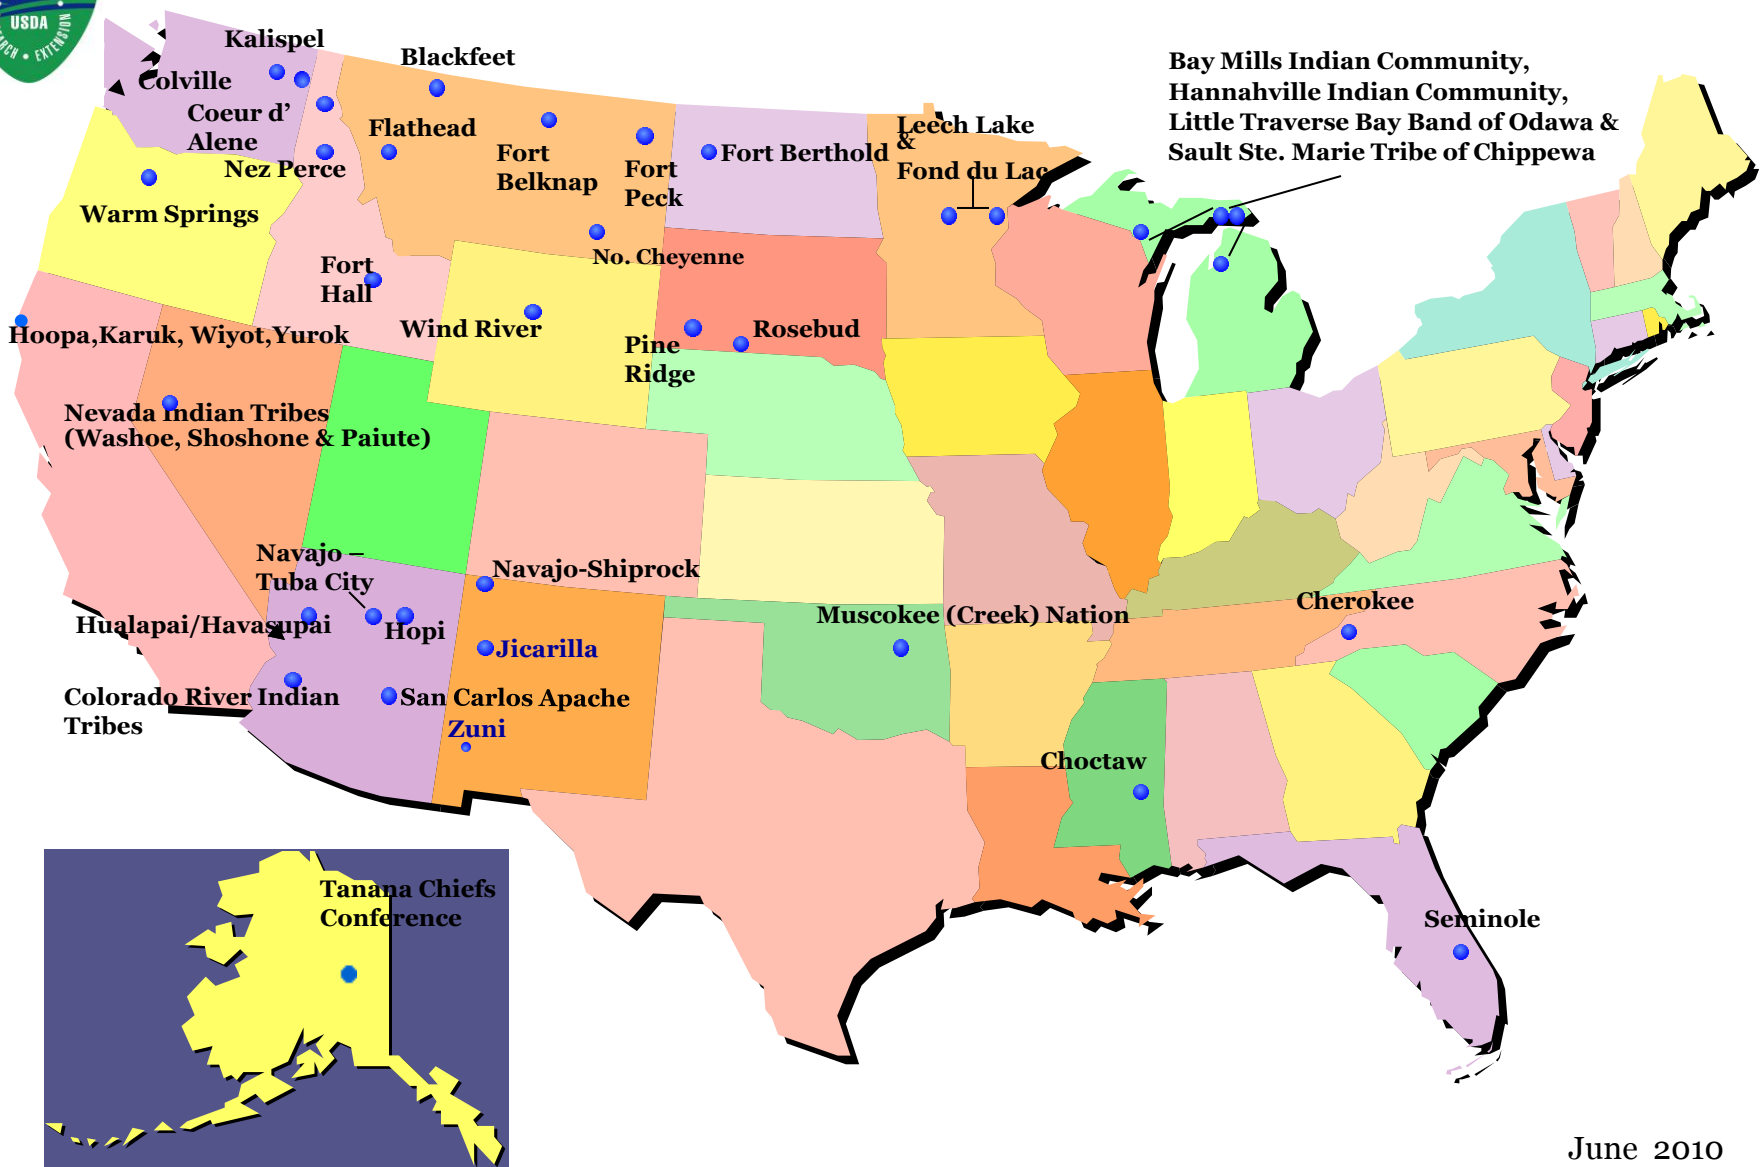 USDA
RCH • EXTENSION
Kalispel
Colville
Coeur d’
Alene
Nez Perce
Blackfeet
Flathead
Fort
Belknap
Fort
Peck
Fort Berthold
Leech Lake
&
Fond du Lac
Bay Mills Indian Community,
Hannahville Indian Community,
Little Traverse Bay Band of Odawa &
Sault Ste. Marie Tribe of Chippewa
Warm Springs
No. Cheyenne
Fort
Hall
Wind River
Pine
Ridge
Rosebud
Hoopa,Karuk, Wiyot,Yurok
Nevada Indian Tribes
(Washoe, Shoshone & Paiute)
Navajo –
Tuba City
Navajo-Shiprock
Hualapai/Havasupai
Hopi
Jicarilla
Muscokee (Creek) Nation
Cherokee
Colorado River Indian
Tribes
San Carlos Apache
Zuni
Choctaw
Seminole
Tanana Chiefs
Conference
June 2010